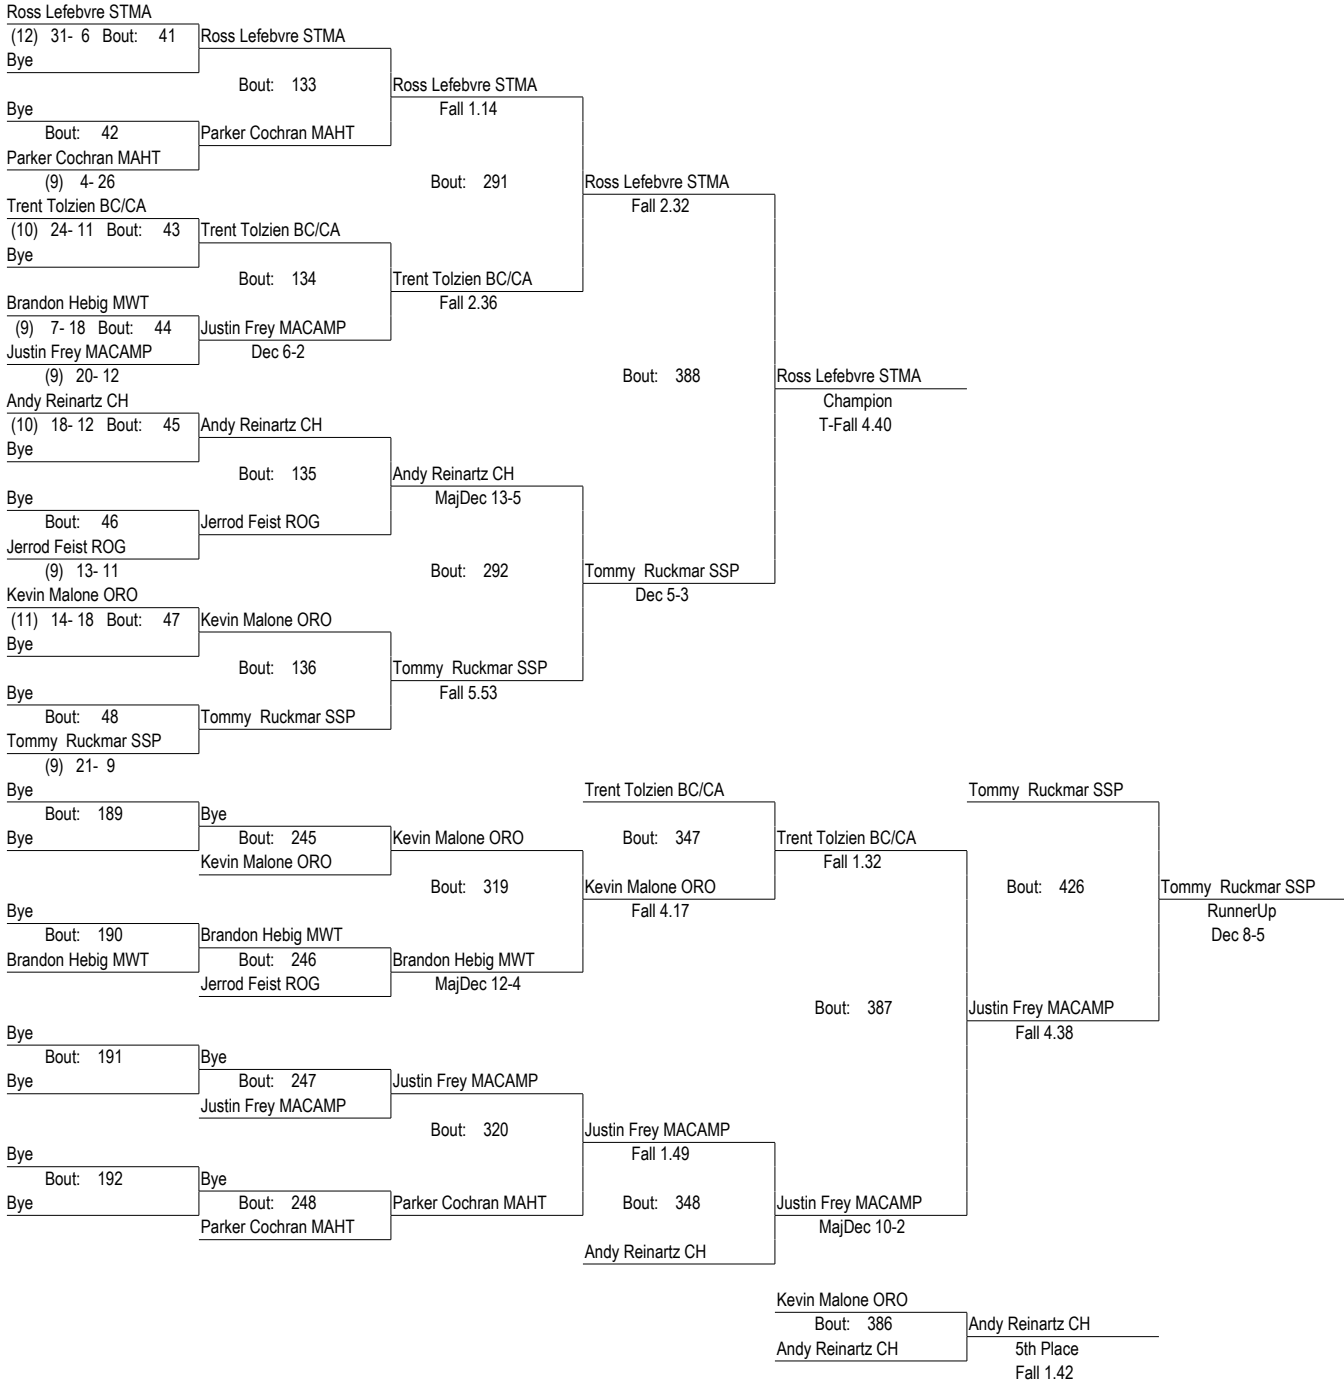 Ross Lefebvre STMA
(12) 31- 6 Bout: 41 Ross Lefebvre STMA
Bye
Bout: 133 Ross Lefebvre STMA
Bye Fall 1.14
Bout: 42 Parker Cochran MAHT
Parker Cochran MAHT
(9) 4- 26 Bout: 291 Ross Lefebvre STMA
Trent Tolzien BC/CA Fall 2.32
(10) 24- 11 Bout: 43 Trent Tolzien BC/CA
Bye
Bout: 134 Trent Tolzien BC/CA
Brandon Hebig MWT Fall 2.36
(9) 7- 18 Bout: 44 Justin Frey MACAMP
Justin Frey MACAMP Dec 6-2
(9) 20- 12 Bout: 388 Ross Lefebvre STMA
Andy Reinartz CH Champion
(10) 18- 12 Bout: 45 Andy Reinartz CH T-Fall 4.40
Bye
Bout: 135 Andy Reinartz CH
Bye MajDec 13-5
Bout: 46 Jerrod Feist ROG
Jerrod Feist ROG
(9) 13- 11 Bout: 292 Tommy Ruckmar SSP
Kevin Malone ORO Dec 5-3
(11) 14- 18 Bout: 47 Kevin Malone ORO
Bye
Bout: 136 Tommy Ruckmar SSP
Bye Fall 5.53
Bout: 48 Tommy Ruckmar SSP
Tommy Ruckmar SSP
(9) 21- 9
Bye Trent Tolzien BC/CA Tommy Ruckmar SSP
Bout: 189 Bye
Bye Bout: 245 Kevin Malone ORO Bout: 347 Trent Tolzien BC/CA
Kevin Malone ORO Fall 1.32
Bout: 319 Kevin Malone ORO Bout: 426 Tommy Ruckmar SSP
Bye Fall 4.17 RunnerUp
Bout: 190 Brandon Hebig MWT Dec 8-5
Brandon Hebig MWT Bout: 246 Brandon Hebig MWT
Jerrod Feist ROG MajDec 12-4
Bout: 387 Justin Frey MACAMP
Bye Fall 4.38
Bout: 191 Bye
Bye Bout: 247 Justin Frey MACAMP
Justin Frey MACAMP
Bout: 320 Justin Frey MACAMP
Bye Fall 1.49
Bout: 192 Bye
Bye Bout: 248 Parker Cochran MAHT Bout: 348 Justin Frey MACAMP
Parker Cochran MAHT MajDec 10-2
Andy Reinartz CH
Kevin Malone ORO
Bout: 386 Andy Reinartz CH
Andy Reinartz CH 5th Place
Fall 1.42